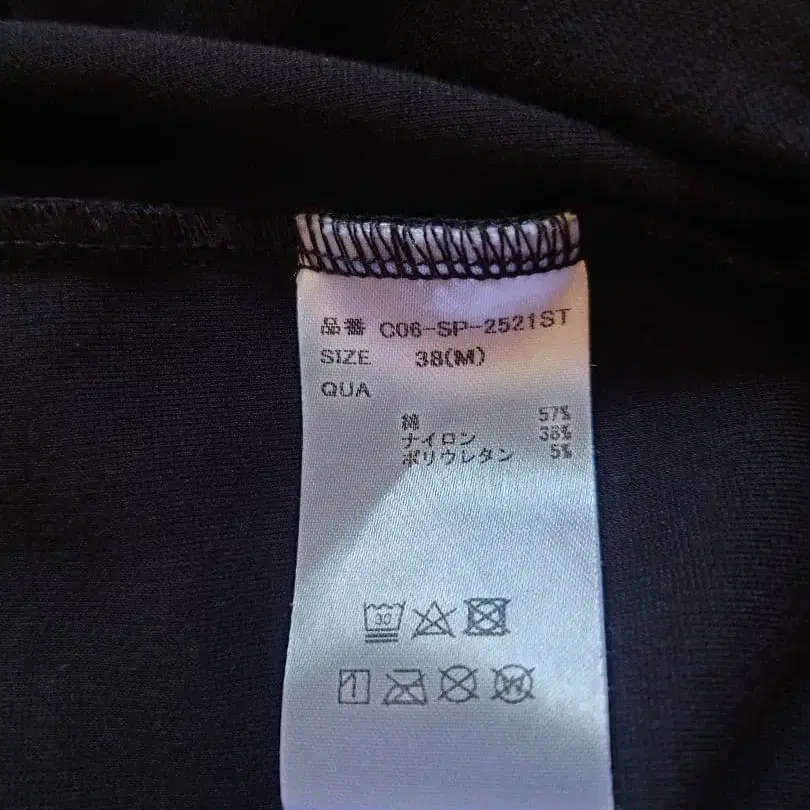 品番 C06-SP-2521ST
SIZE 38(M)
QUA
綿 57%
ナイロン 38%
ポリウレタン 5%
30
W